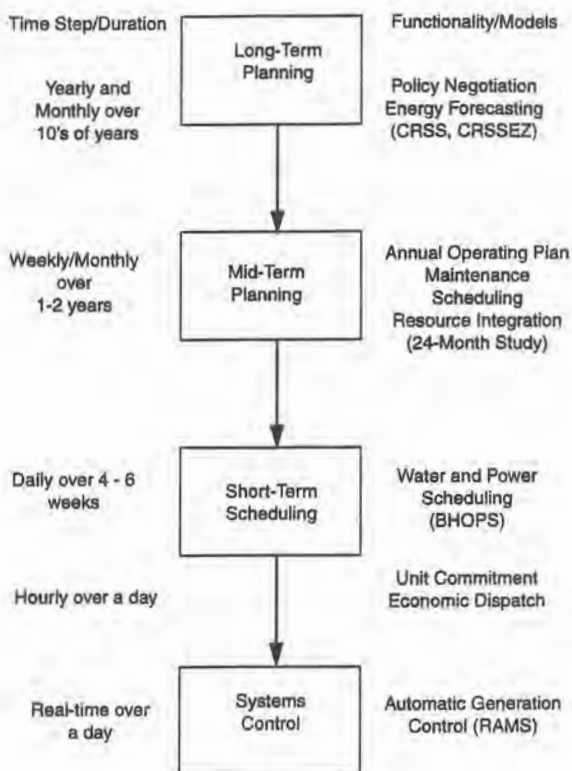 Time Step/Duration
Functionality/Models
Long-Term
Planning
Yearly and
Monthly over
10's of years
Policy Negotiation
Energy Forecasting
(CRSS, CRSSEZ)
Weekly/Monthly
over
1-2 years
Mid-Term
Planning
Annual Operating Plan
Maintenance
Scheduling
Resource Integration
(24-Month Study)
Daily over 4 - 6
weeks
Short-Term
Scheduling
Water and Power
Scheduling
(BHOPS)
Hourly over a day
Unit Commitment
Economic Dispatch
Real-time over
a day
Systems
Control
Automatic Generation
Control (RAMS)